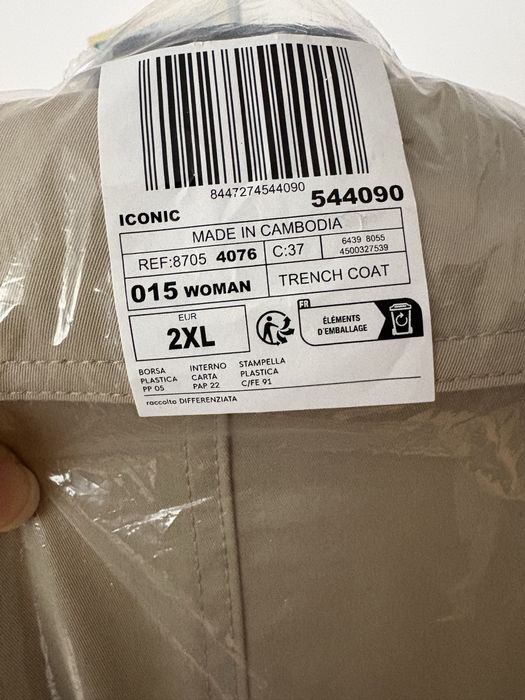 8447274544090
ICONIC 544090
MADE IN CAMBODIA
REF:8705 4076 C:37 6439 8055
4500327539
015 WOMAN TRENCH COAT
EUR
2XL
FR
ÉLÉMENTS
D'EMBALLAGE
BORSA
PLASTICA
PP 05
INTERNO
CARTA
PAP 22
STAMPELLA
PLASTICA
C/FE 91
raccolta DIFFERENZIATA